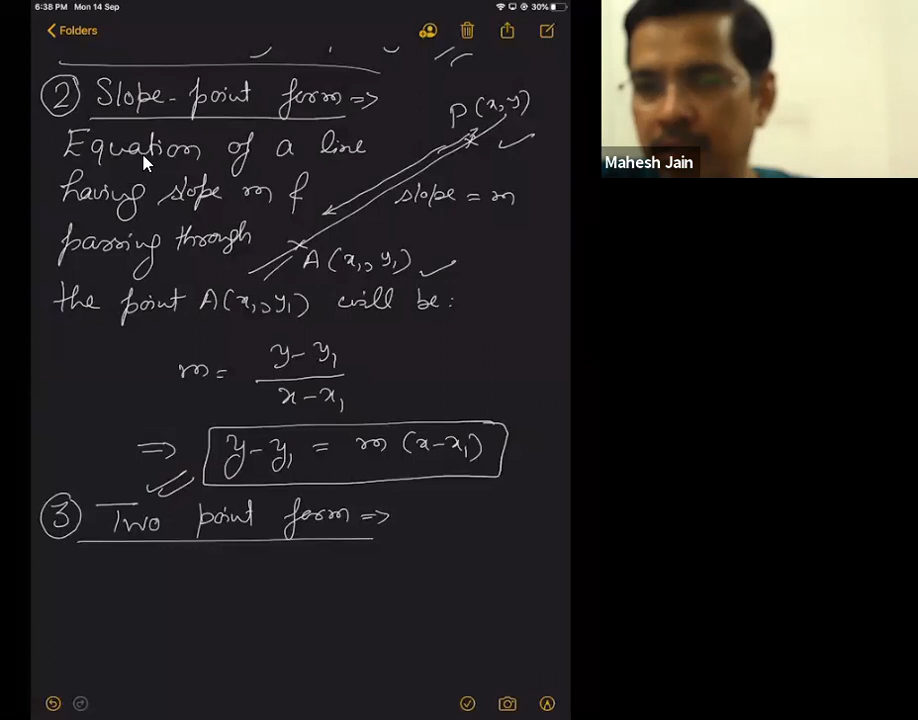 6:38 PM Mon 14 Sep
30%
Folders
② Slope-point form ⇒
P(x,y)
Equation of a line
having slope m &
slope = m
passing through
A(x₁, y₁)
the point A(x₁, y₁) will be:
m = (y - y₁)/(x - x₁)
⇒ y - y₁ = m (x - x₁)
③ Two point form ⇒
Mahesh Jain